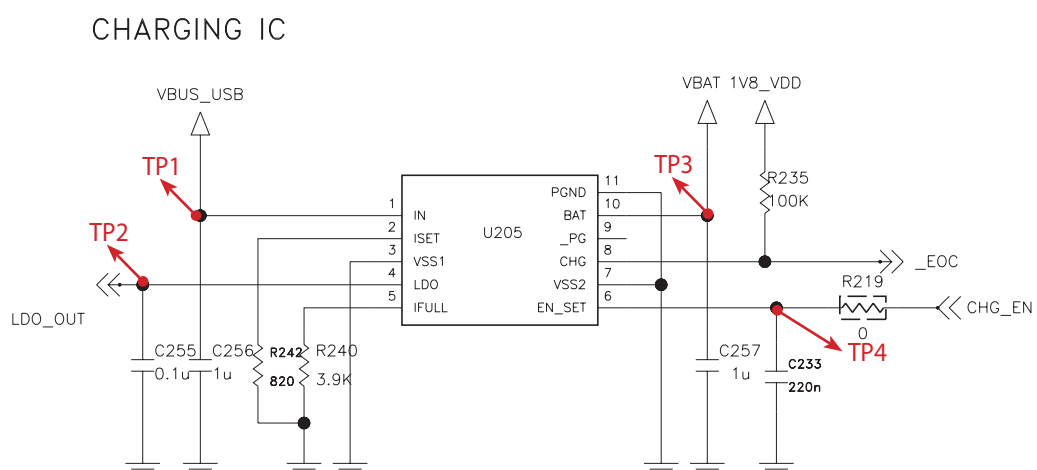 CHARGING IC
VBUS_USB
VBAT 1V8_VDD
TP1
TP3
R235
100K
TP2
1 IN
2 ISET
3 VSS1
4 LDO
5 IFULL
U205
PGND 11
BAT 10
_PG 9
CHG 8
VSS2 7
EN_SET 6
_EOC
R219
0
CHG_EN
LDO_OUT
TP4
C255
0.1u
C256
1u
R242
820
R240
3.9K
C257
1u
C233
220n